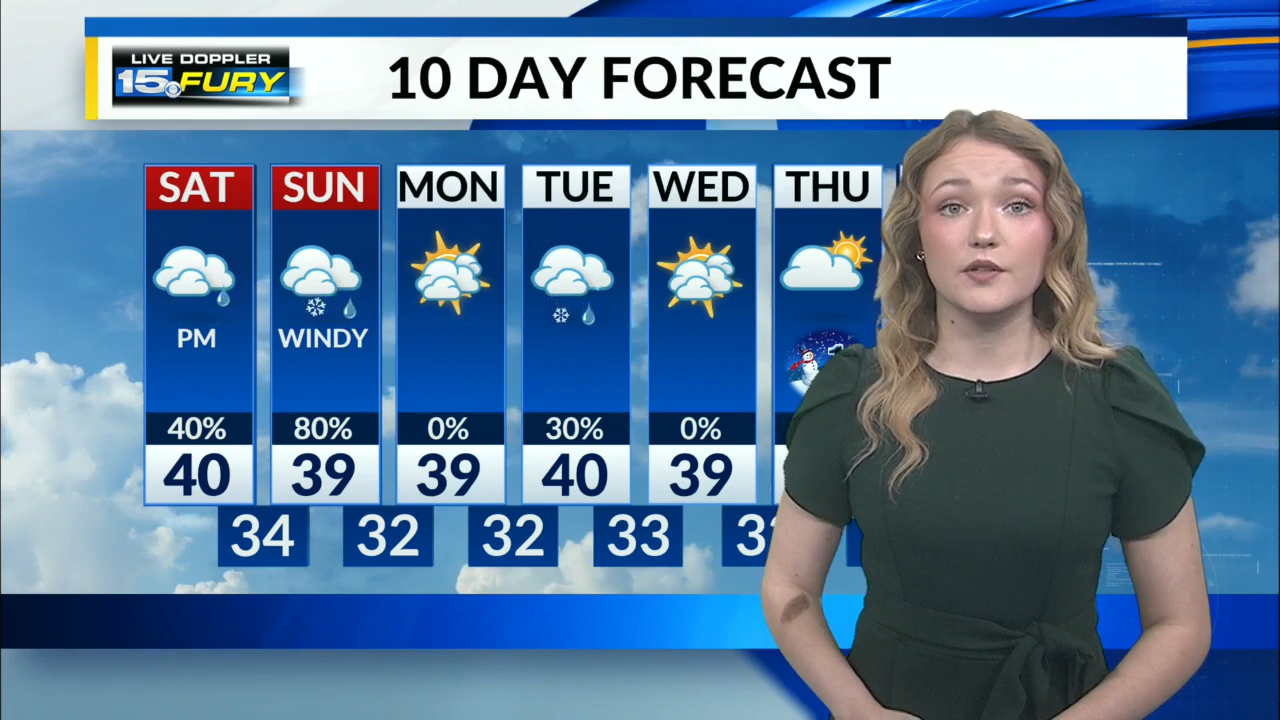 LIVE DOPPLER
15 FURY
10 DAY FORECAST
SAT SUN MON TUE WED THU
PM WINDY
40% 80% 0% 30% 0%
40 39 39 40 39
34 32 32 33